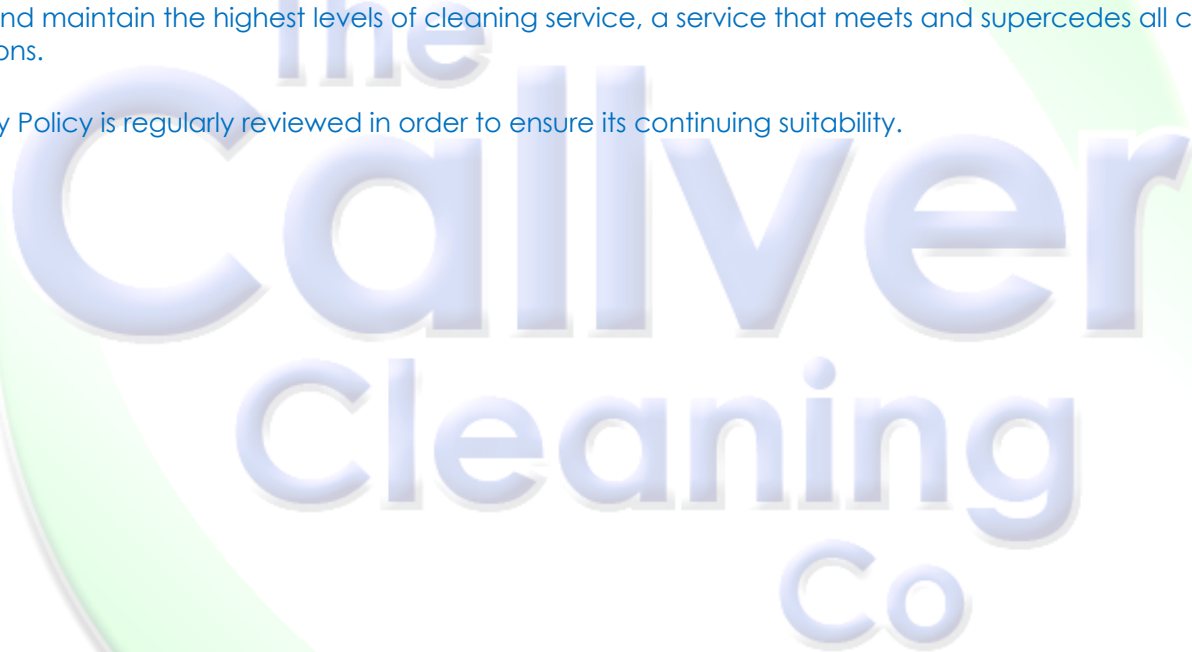 nd maintain the highest levels of cleaning service, a service that meets and supercedes all c
ons.
y Policy is regularly reviewed in order to ensure its continuing suitability.
The
Callver
Cleaning
Co